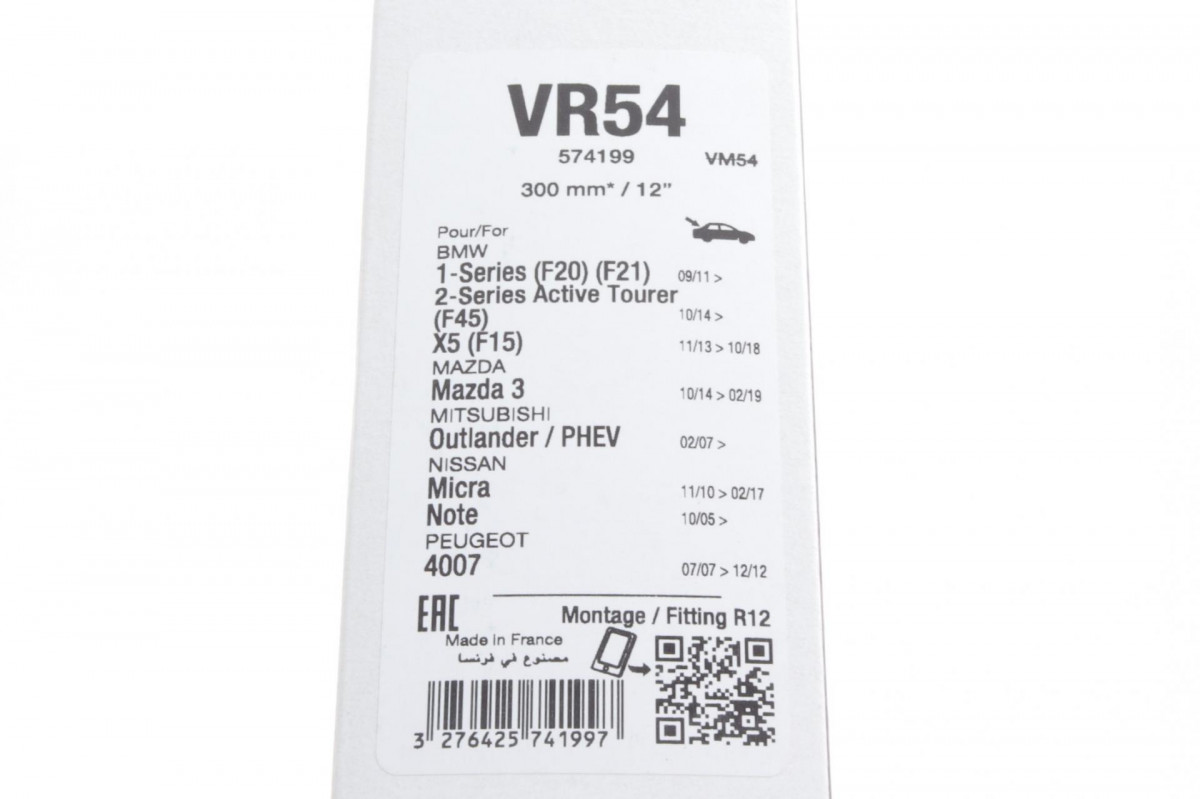 VR54
574199
VM54
300 mm* / 12”
Pour/For
BMW
1-Series (F20) (F21) 09/11 >
2-Series Active Tourer
(F45) 10/14 >
X5 (F15) 11/13 > 10/18
MAZDA
Mazda 3 10/14 > 02/19
MITSUBISHI
Outlander / PHEV 02/07 >
NISSAN
Micra 11/10 > 02/17
Note 10/05 >
PEUGEOT
4007 07/07 > 12/12
EAC
Montage / Fitting R12
Made in France
مصنوع في فرنسا
3 276425 741997